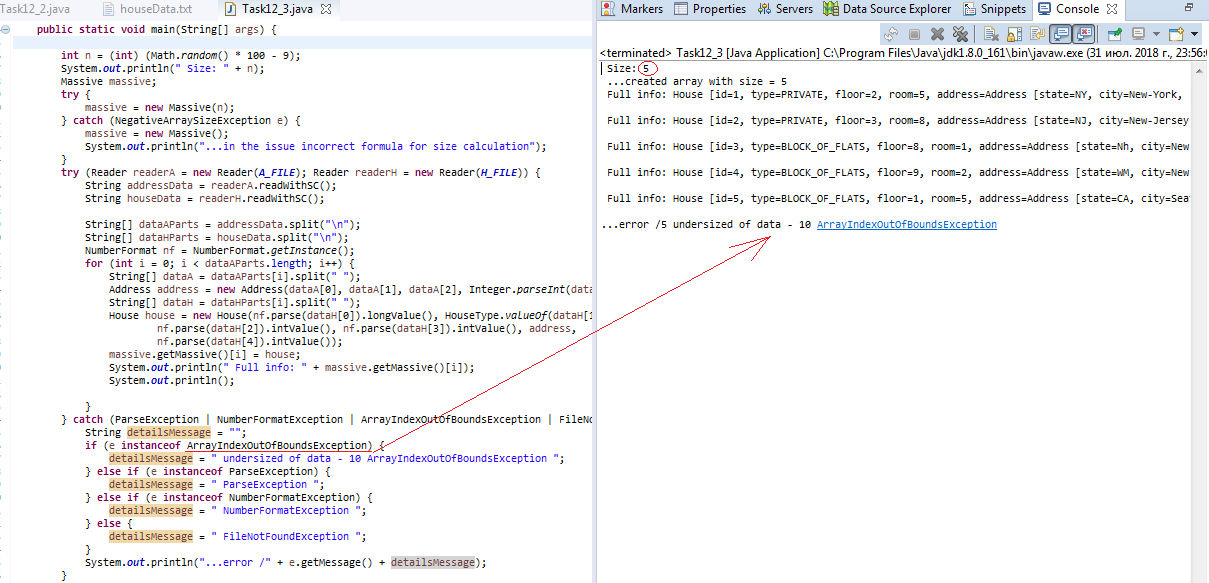 Task12_2.java houseData.txt Task12_3.java
public static void main(String[] args) {
int n = (int) (Math.random() * 100 - 9);
System.out.println(" Size: " + n);
Massive massive;
try {
massive = new Massive(n);
} catch (NegativeArraySizeException e) {
massive = new Massive();
System.out.println("...in the issue incorrect formula for size calculation");
}
try (Reader readerA = new Reader(A_FILE); Reader readerH = new Reader(H_FILE)) {
String addressData = readerA.readWithSC();
String houseData = readerH.readWithSC();
String[] dataAParts = addressData.split("\n");
String[] dataHParts = houseData.split("\n");
NumberFormat nf = NumberFormat.getInstance();
for (int i = 0; i < dataAParts.length; i++) {
String[] dataA = dataAParts[i].split(" ");
Address address = new Address(dataA[0], dataA[1], dataA[2], Integer.parseInt(dat
String[] dataH = dataHParts[i].split(" ");
House house = new House(nf.parse(dataH[0]).longValue(), HouseType.valueOf(dataH[1
nf.parse(dataH[2]).intValue(), nf.parse(dataH[3]).intValue(), address,
nf.parse(dataH[4]).intValue());
massive.getMassive()[i] = house;
System.out.println(" Full info: " + massive.getMassive()[i]);
System.out.println();
}
} catch (ParseException | NumberFormatException | ArrayIndexOutOfBoundsException | FileNo
String detailsMessage = "";
if (e instanceof ArrayIndexOutOfBoundsException) {
detailsMessage = " undersized of data - 10 ArrayIndexOutOfBoundsException ";
} else if (e instanceof ParseException) {
detailsMessage = " ParseException ";
} else if (e instanceof NumberFormatException) {
detailsMessage = " NumberFormatException ";
} else {
detailsMessage = " FileNotFoundException ";
}
System.out.println("...error /" + e.getMessage() + detailsMessage);
}
Markers Properties Servers Data Source Explorer Snippets Console
<terminated> Task12_3 [Java Application] C:\Program Files\Java\jdk1.8.0_161\bin\javaw.exe (31 июл. 2018 г., 23:56:
Size: 5
...created array with size = 5
Full info: House [id=1, type=PRIVATE, floor=2, room=5, address=Address [state=NY, city=New-York,
Full info: House [id=2, type=PRIVATE, floor=3, room=8, address=Address [state=NJ, city=New-Jersey
Full info: House [id=3, type=BLOCK_OF_FLATS, floor=8, room=1, address=Address [state=Nh, city=New
Full info: House [id=4, type=BLOCK_OF_FLATS, floor=9, room=2, address=Address [state=WM, city=New
Full info: House [id=5, type=BLOCK_OF_FLATS, floor=1, room=5, address=Address [state=CA, city=Sea
...error /5 undersized of data - 10 ArrayIndexOutOfBoundsException